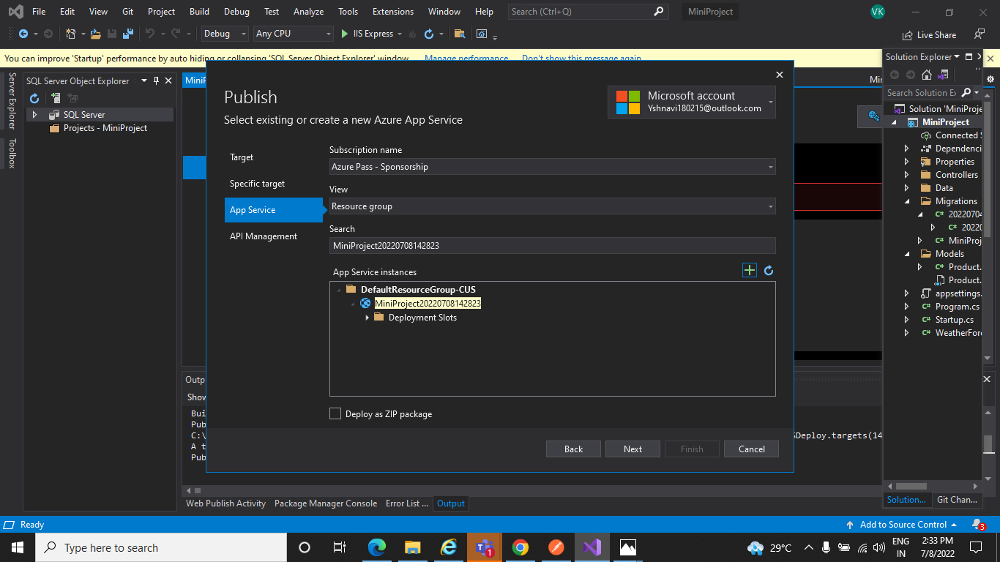 File Edit View Git Project Build Debug Test Analyze Tools Extensions Window Help Search (Ctrl+Q) MiniProject VK
Debug Any CPU IIS Express Live Share
You can improve 'Startup' performance by auto hiding or collapsing 'SQL Server Object Explorer' window. Manage performance Don't show this message again
Server Explorer
Toolbox
SQL Server Object Explorer
SQL Server
Projects - MiniProject
MiniP
Min
Publish
Select existing or create a new Azure App Service
Microsoft account
Yshnavi180215@outlook.com
Target
Specific target
App Service
API Management
Subscription name
Azure Pass - Sponsorship
View
Resource group
Search
MiniProject20220708142823
App Service instances
DefaultResourceGroup-CUS
MiniProject20220708142823
Deployment Slots
Deploy as ZIP package
Back Next Finish Cancel
Outp
Show
Bui
Pub
C:\ SDeploy.targets(14
A t
Pub
Web Publish Activity Package Manager Console Error List ... Output
Solution Explorer
Search Solution Ex
Solution 'MiniProje
MiniProject
Connected S
Dependenci
Properties
Controllers
Data
Migrations
20220704
20220
MiniProj
Models
Product.
Product.
appsettings.
Program.cs
Startup.cs
WeatherFore
Solution... Git Chan...
Ready Add to Source Control 3
Type here to search 1 29°C ENG IN 2:33 PM 7/8/2022